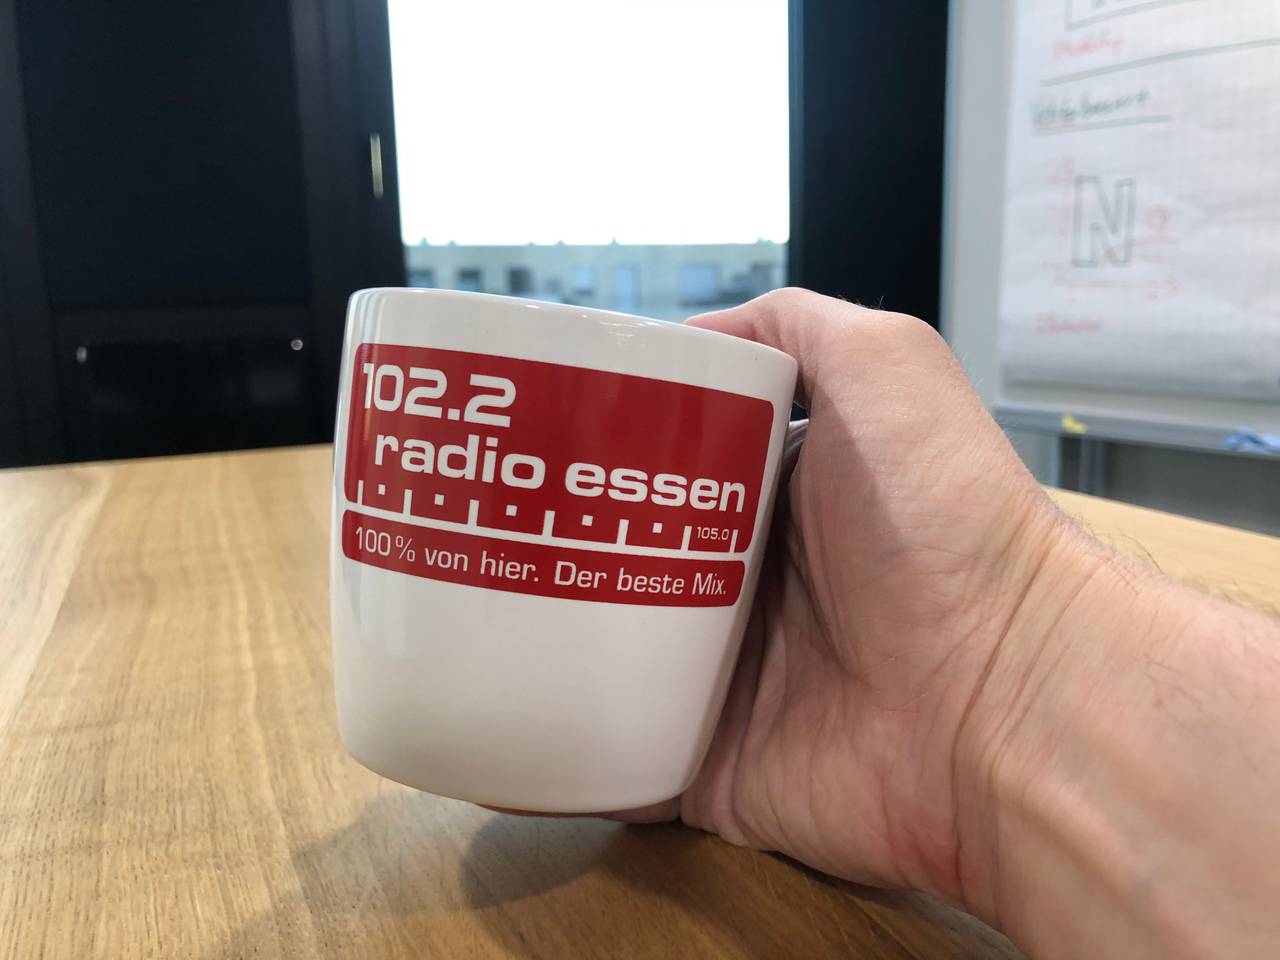 102.2
radio essen
105.0
100% von hier. Der beste Mix.
N